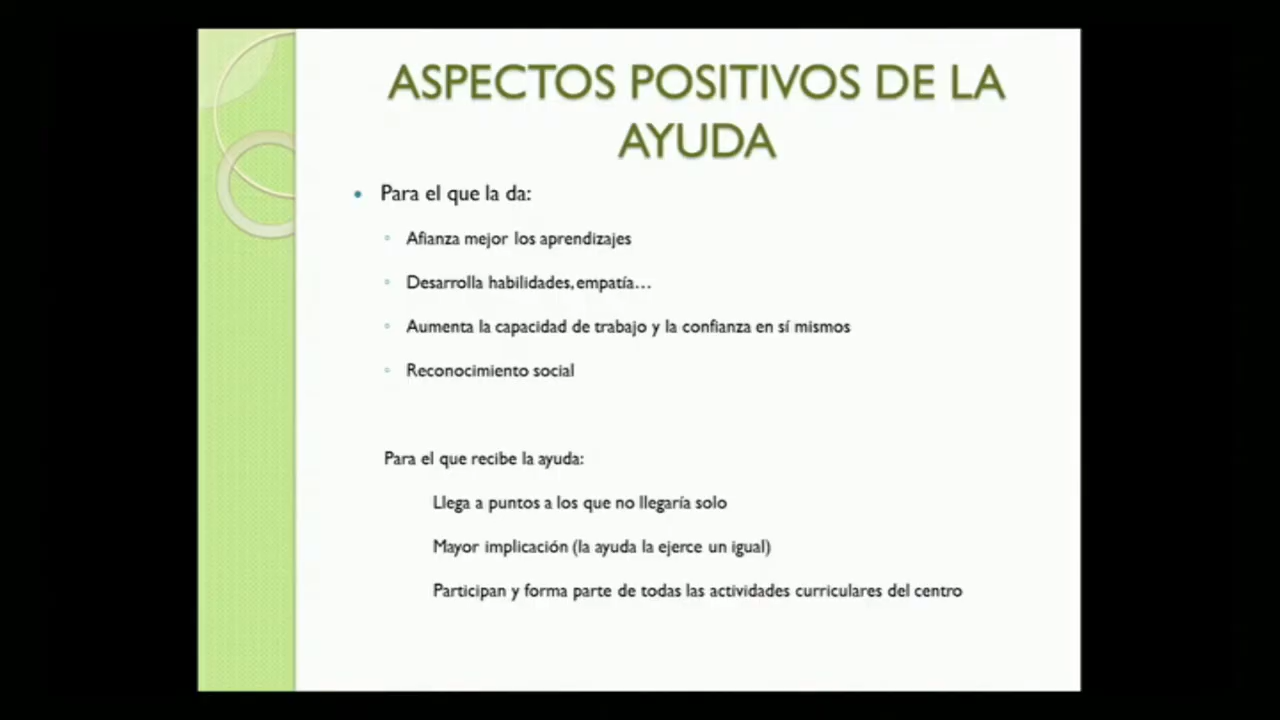 ASPECTOS POSITIVOS DE LA
AYUDA
Para el que la da:
Afianza mejor los aprendizajes
Desarrolla habilidades, empatía...
Aumenta la capacidad de trabajo y la confianza en sí mismos
Reconocimiento social
Para el que recibe la ayuda:
Llega a puntos a los que no llegaría solo
Mayor implicación (la ayuda la ejerce un igual)
Participan y forma parte de todas las actividades curriculares del centro